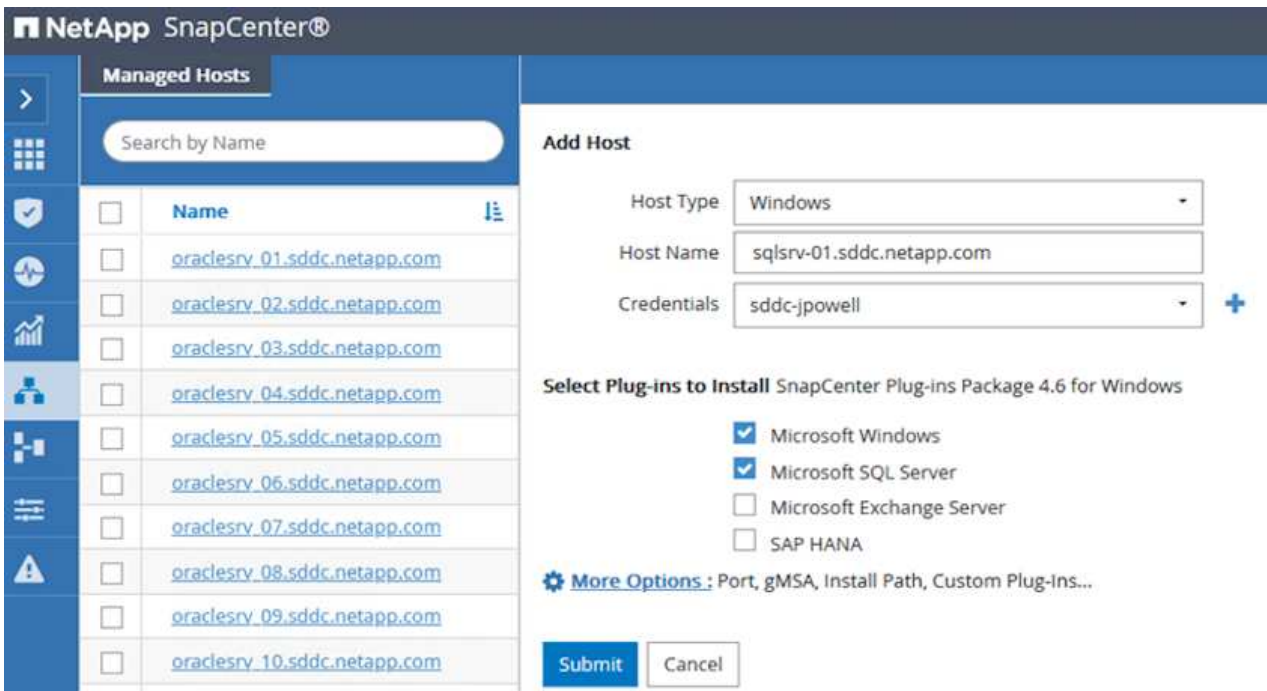 NetApp SnapCenter®
Managed Hosts
Search by Name
Name
oraclesrv_01.sddc.netapp.com
oraclesrv_02.sddc.netapp.com
oraclesrv_03.sddc.netapp.com
oraclesrv_04.sddc.netapp.com
oraclesrv_05.sddc.netapp.com
oraclesrv_06.sddc.netapp.com
oraclesrv_07.sddc.netapp.com
oraclesrv_08.sddc.netapp.com
oraclesrv_09.sddc.netapp.com
oraclesrv_10.sddc.netapp.com
Add Host
Host Type Windows
Host Name sqlsrv-01.sddc.netapp.com
Credentials sddc-jpowell
Select Plug-ins to Install SnapCenter Plug-ins Package 4.6 for Windows
Microsoft Windows
Microsoft SQL Server
Microsoft Exchange Server
SAP HANA
More Options : Port, gMSA, Install Path, Custom Plug-Ins...
Submit Cancel